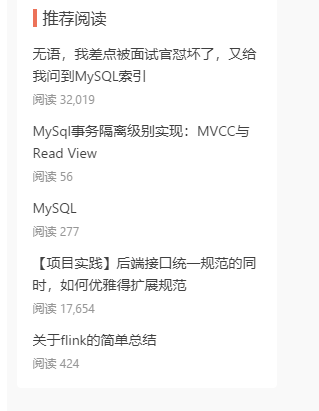 推荐阅读
无语，我差点被面试官怼坏了，又给
我问到MySQL索引
阅读 32,019
MySql事务隔离级别实现：MVCC与
Read View
阅读 56
MySQL
阅读 277
【项目实践】后端接口统一规范的同
时，如何优雅得扩展规范
阅读 17,654
关于flink的简单总结
阅读 424